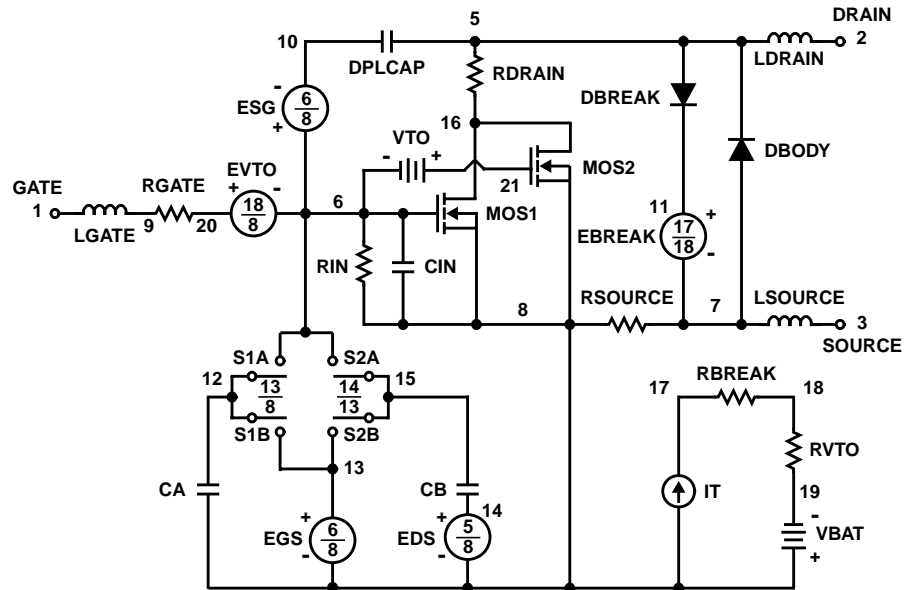 5
DRAIN
2
10
DPLCAP
RDRAIN
LDRAIN
DBREAK
-
ESG
6
8
+
16
VTO
- +
DBODY
EVTO
+ -
18
8
MOS2
GATE
1
RGATE
LGATE
9
20
6
21
MOS1
11
+
EBREAK
17
18
-
RIN
CIN
8
RSOURCE
7
LSOURCE
3
SOURCE
S1A
S2A
12
13
8
14
13
15
S1B
S2B
13
RBREAK
17
18
RVTO
CA
CB
14
IT
19
-
VBAT
+
+
EGS
6
8
-
+
EDS
5
8
-